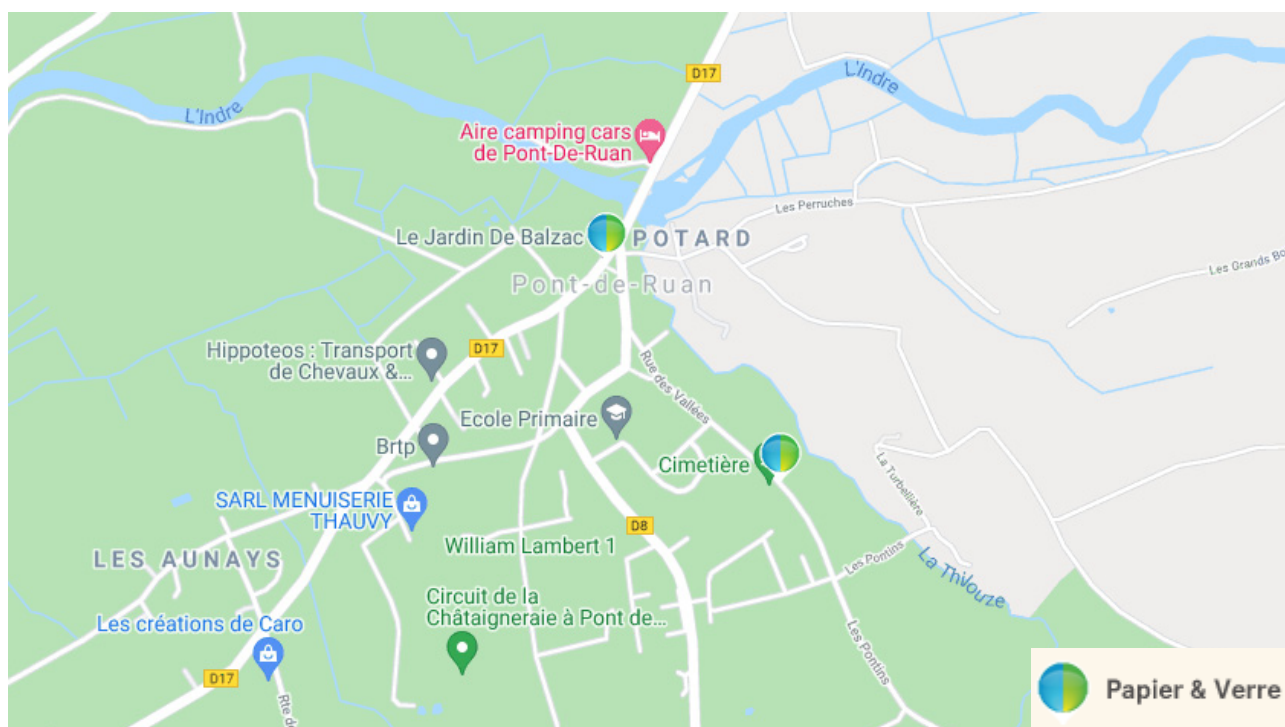 D17
L'Indre
L'Indre
Aire camping cars
de Pont-De-Ruan
Les Perruches
Le Jardin De Balzac
POTARD
Les Grands Bo
Pont-de-Ruan
Hippoteos : Transport
de Chevaux &...
D17
Rue des Vallées
Ecole Primaire
Brtp
Cimetière
La Turbellière
SARL MENUISERIE
THAUVY
D8
William Lambert 1
LES AUNAYS
Les Pontins
La Thilouze
Circuit de la
Châtaigneraie à Pont de...
Les créations de Caro
Les Pontins
D17
Rte de
Papier & Verre